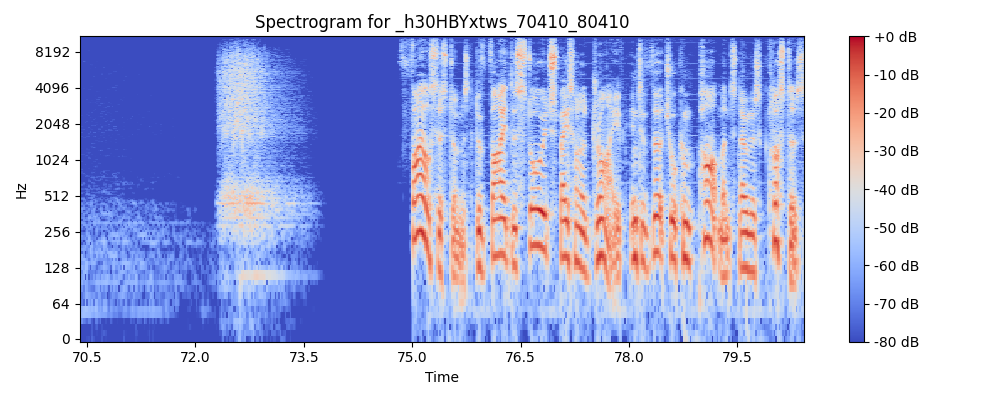 Spectrogram for _h30HBYxtws_70410_80410
8192
4096
2048
1024
512
256
128
64
0
Hz
70.5 72.0 73.5 75.0 76.5 78.0 79.5
Time
+0 dB
-10 dB
-20 dB
-30 dB
-40 dB
-50 dB
-60 dB
-70 dB
-80 dB